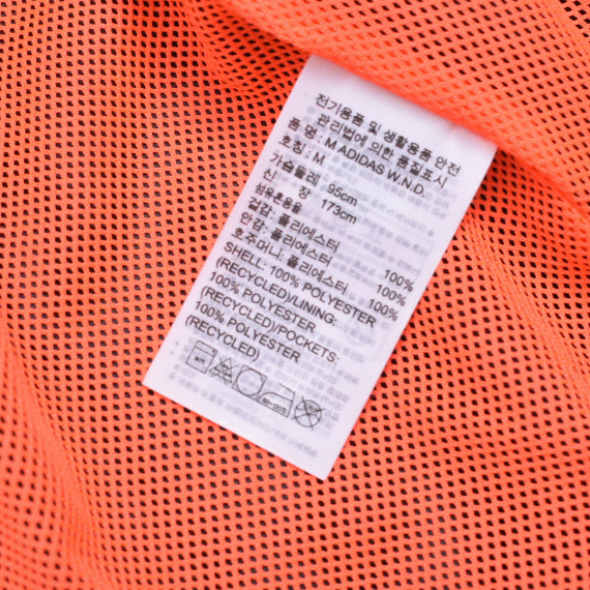 전기용품 및 생활용품 안전
관리법에 의한 품질표시
품 명 : M ADIDAS W.N.D.
호칭 : M
가슴둘레 95cm
신 장 173cm
섬유혼용율
겉감: 폴리에스터 100%
안감: 폴리에스터 100%
호주머니: 폴리에스터 100%
SHELL: 100% POLYESTER
(RECYCLED)/LINING:
100% POLYESTER
(RECYCLED)/POCKETS:
100% POLYESTER
(RECYCLED)